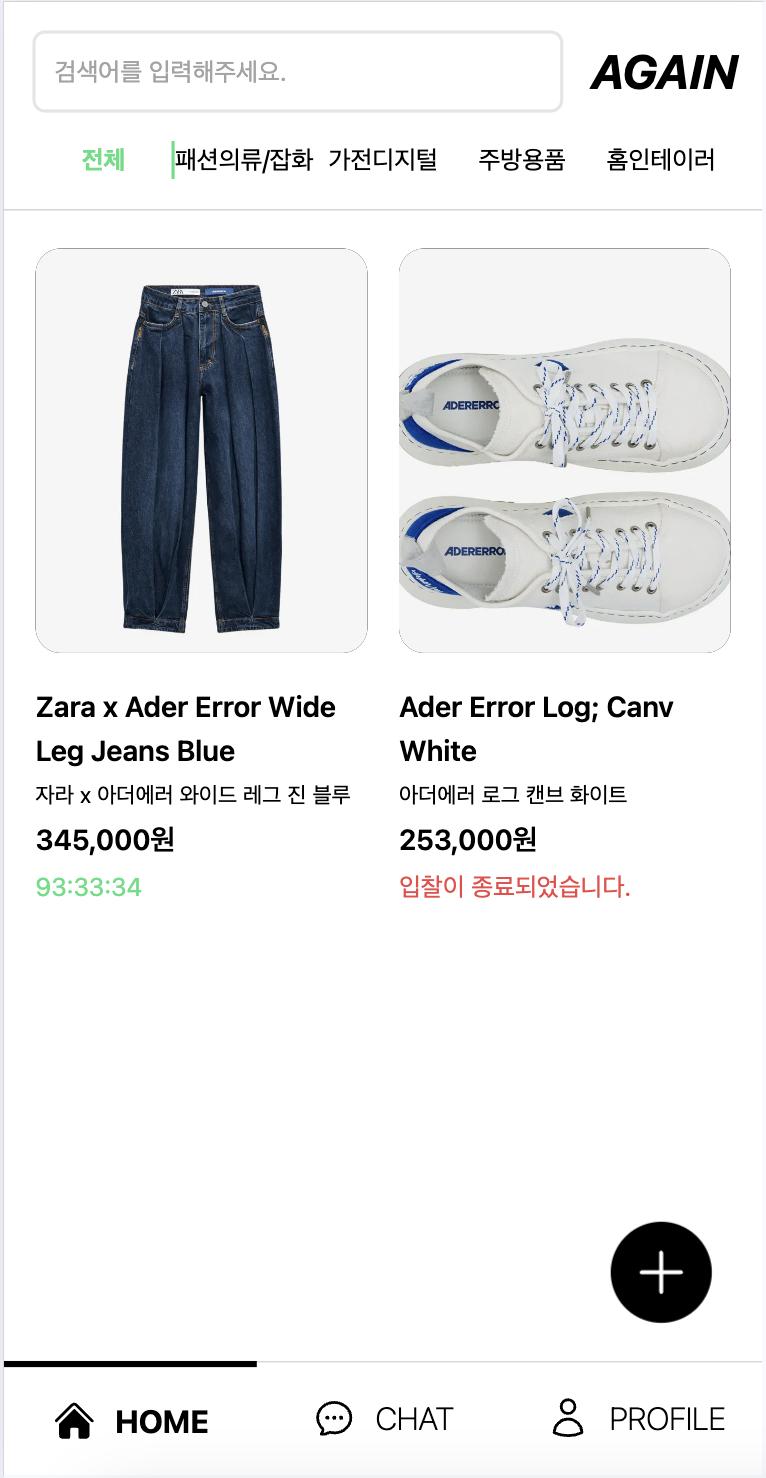 검색어를 입력해주세요.
AGAIN
전체 패션의류/잡화 가전디지털 주방용품 홈인테이러
ADERERRO
ADERERRO
Zara x Ader Error Wide
Leg Jeans Blue
자라 x 아더에러 와이드 레그 진 블루
345,000원
93:33:34
Ader Error Log; Canv
White
아더에러 로그 캔브 화이트
253,000원
입찰이 종료되었습니다.
HOME
CHAT
PROFILE